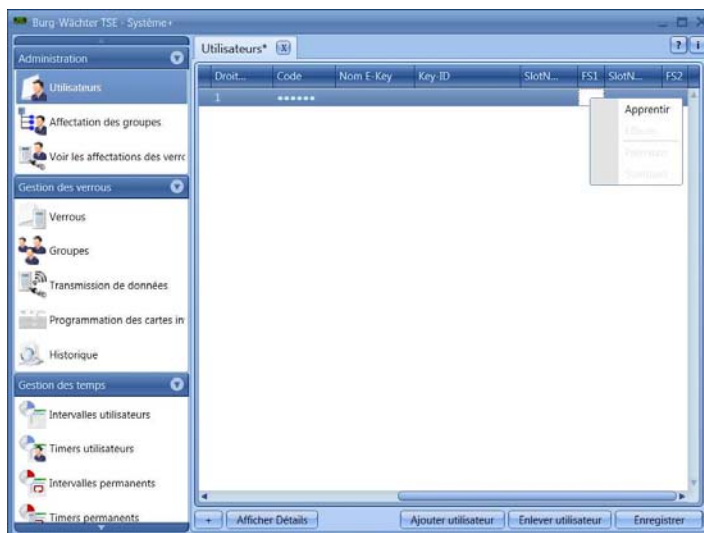 Burg-Wächter TSE - Système+
Administration
Utilisateurs
Affectation des groupes
Voir les affectations des verro
Gestion des verrous
Verrous
Groupes
Transmission de données
Programmation des cartes in
Historique
Gestion des temps
Intervalles utilisateurs
Timers utilisateurs
Intervalles permanents
Timers permanents
Utilisateurs* X
? i
Droit... Code Nom E-Key Key-ID SlotN... FS1 SlotN... FS2
1 ••••••
Apprentir
+ Afficher Détails Ajouter utilisateur Enlever utilisateur Enregistrer